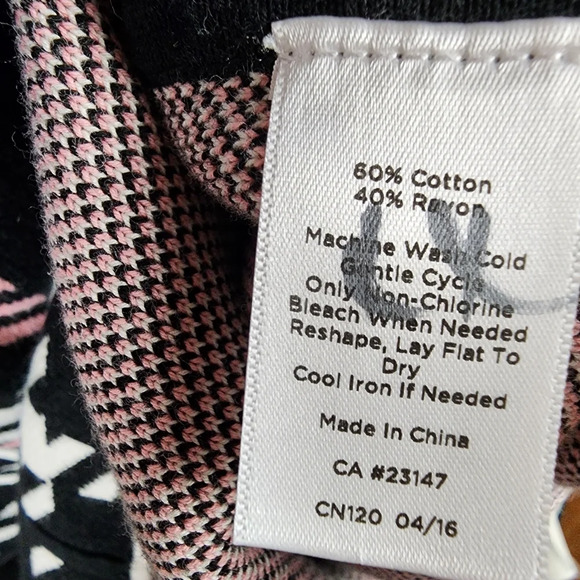 60% Cotton
40% Rayon
Machine Wash Cold
Gentle Cycle
Only Non-Chlorine
Bleach When Needed
Reshape, Lay Flat To
Dry
Cool Iron If Needed
Made In China
CA #23147
CN120 04/16